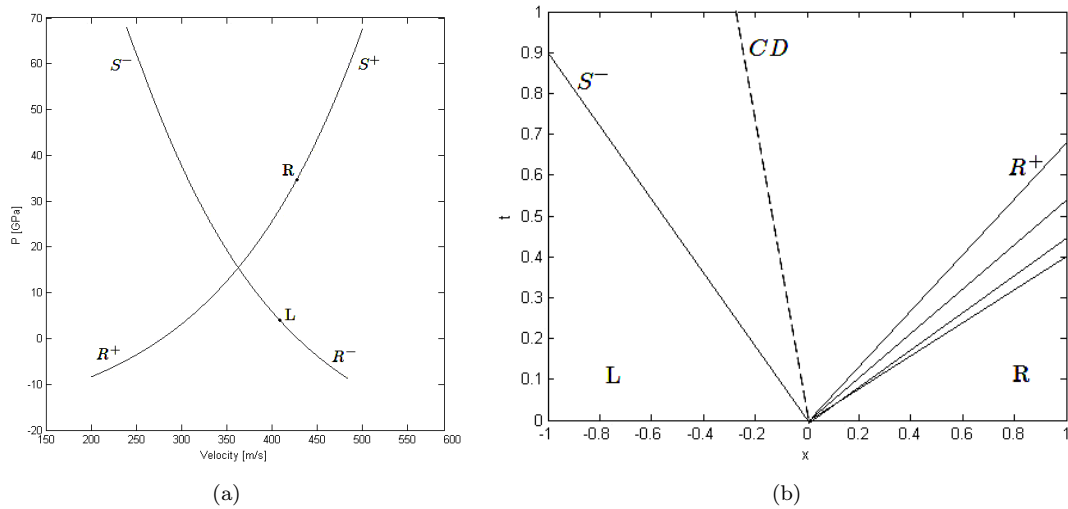 70
60
50
40
30
20
10
0
-10
-20
150
200
250
300
350
400
450
500
550
600
P [GPa]
Velocity [m/s]
S⁻
S⁺
R
L
R⁺
R⁻
(a)
1
0.9
0.8
0.7
0.6
0.5
0.4
0.3
0.2
0.1
0
-1
-0.8
-0.6
-0.4
-0.2
0
0.2
0.4
0.6
0.8
1
t
x
CD
S⁻
R⁺
L
R
(b)